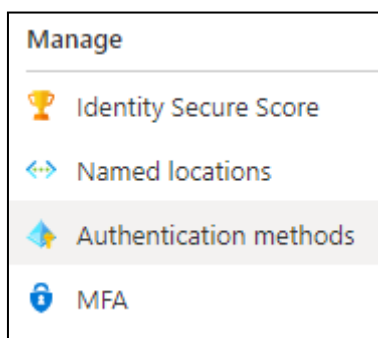 Manage
Identity Secure Score
Named locations
Authentication methods
MFA